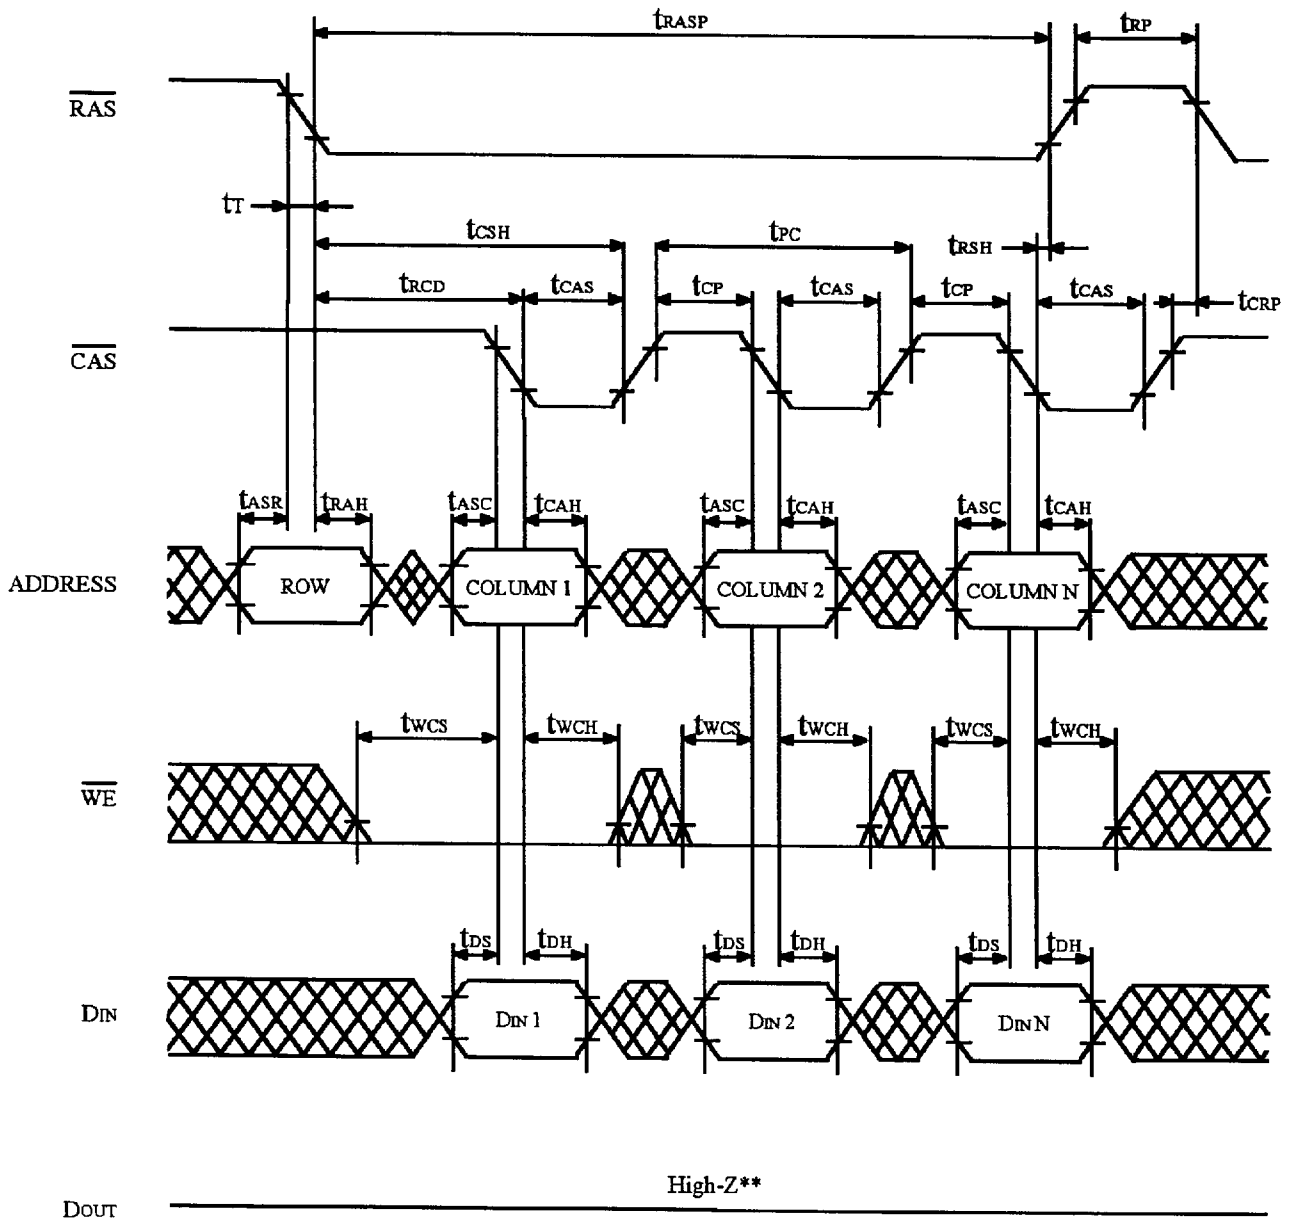 tRASP tRP
RAS
tT
tCSH tPC tRSH
tRCD tCAS tCP tCAS tCP tCAS tCRP
CAS
tASR tRAH tASC tCAH tASC tCAH tASC tCAH
ADDRESS ROW COLUMN 1 COLUMN 2 COLUMN N
tWCS tWCH tWCS tWCH tWCS tWCH
WE
tDS tDH tDS tDH tDS tDH
DIN DIN 1 DIN 2 DIN N
High-Z**
DOUT